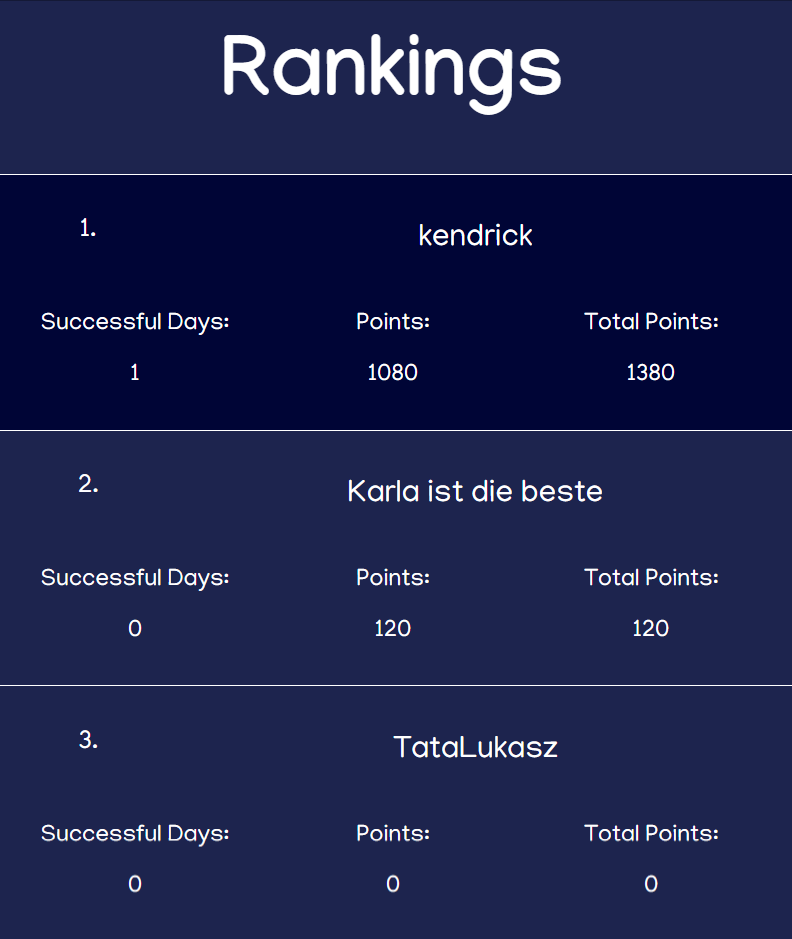 Rankings
1.
kendrick
Successful Days: Points: Total Points:
1 1080 1380
2.
Karla ist die beste
Successful Days: Points: Total Points:
0 120 120
3.
TataLukasz
Successful Days: Points: Total Points:
0 0 0